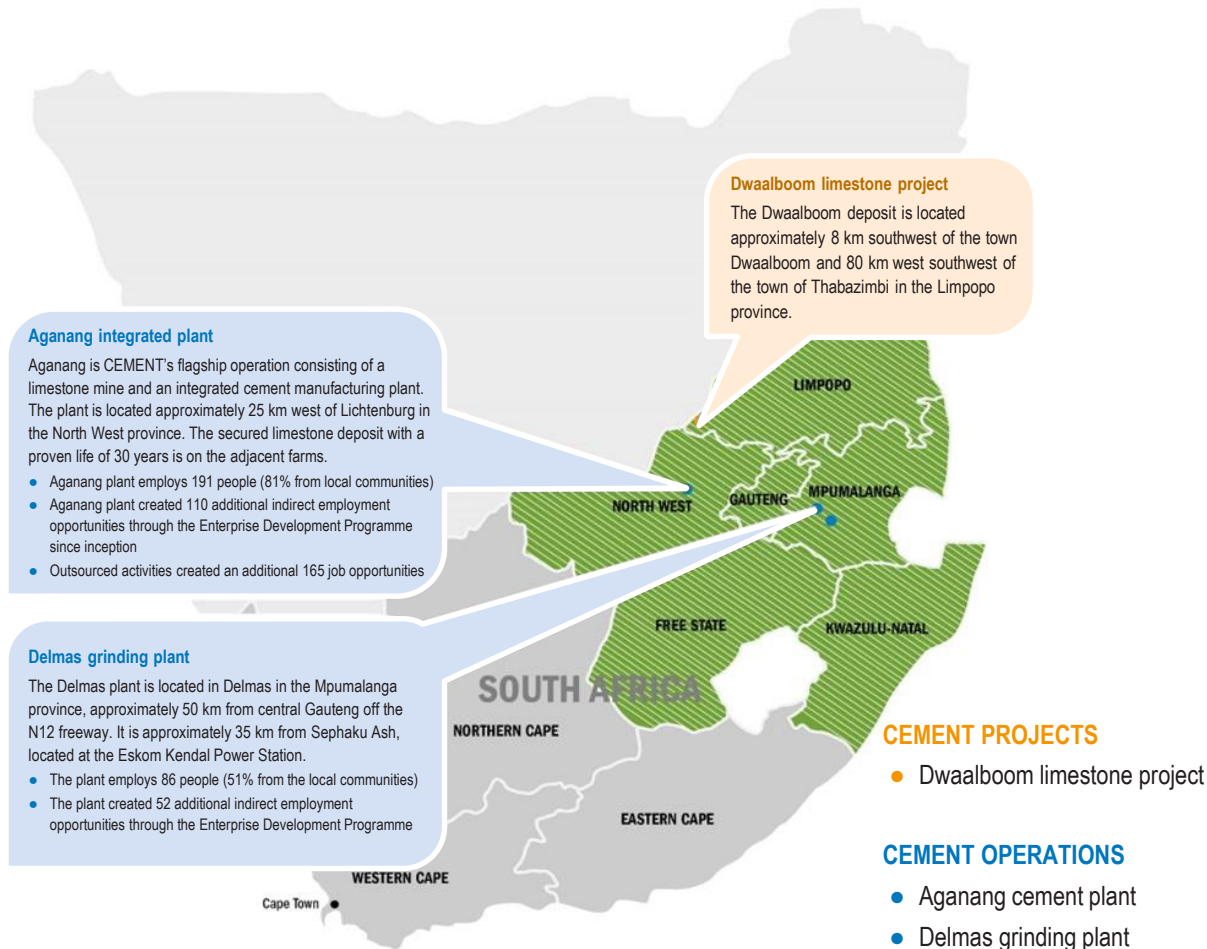 Dwaalboom limestone project
The Dwaalboom deposit is located
approximately 8 km southwest of the town
Dwaalboom and 80 km west southwest of
the town of Thabazimbi in the Limpopo
province.
Aganang integrated plant
Aganang is CEMENT’s flagship operation consisting of a
limestone mine and an integrated cement manufacturing plant.
The plant is located approximately 25 km west of Lichtenburg in
the North West province. The secured limestone deposit with a
proven life of 30 years is on the adjacent farms.
● Aganang plant employs 191 people (81% from local communities)
● Aganang plant created 110 additional indirect employment
opportunities through the Enterprise Development Programme
since inception
● Outsourced activities created an additional 165 job opportunities
Delmas grinding plant
The Delmas plant is located in Delmas in the Mpumalanga
province, approximately 50 km from central Gauteng off the
N12 freeway. It is approximately 35 km from Sephaku Ash,
located at the Eskom Kendal Power Station.
● The plant employs 86 people (51% from the local communities)
● The plant created 52 additional indirect employment
opportunities through the Enterprise Development Programme
LIMPOPO
NORTH WEST
GAUTENG
MPUMALANGA
FREE STATE
KWAZULU-NATAL
SOUTH AFRICA
NORTHERN CAPE
EASTERN CAPE
WESTERN CAPE
Cape Town
CEMENT PROJECTS
● Dwaalboom limestone project
CEMENT OPERATIONS
● Aganang cement plant
● Delmas grinding plant